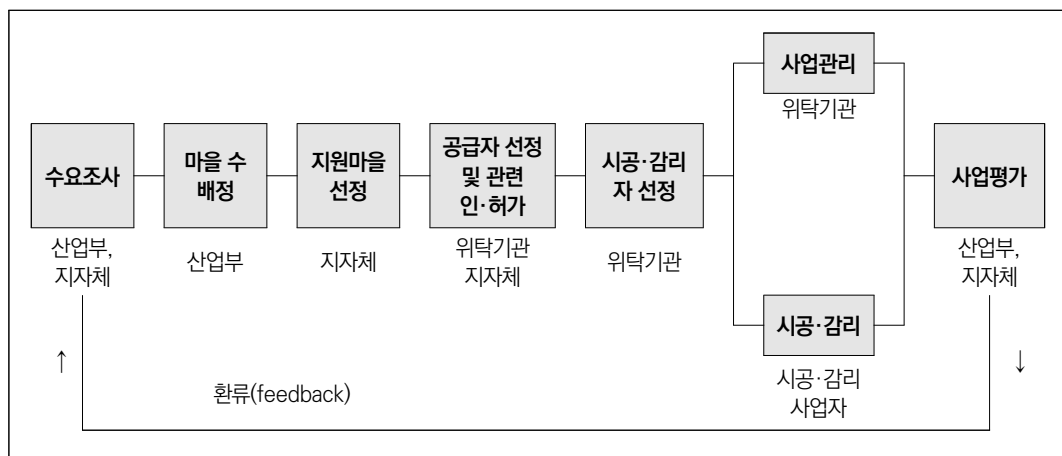 수요조사
산업부,
지자체
마을 수
배정
산업부
지원마을
선정
지자체
공급자 선정
및 관련
인·허가
위탁기관
지자체
시공·감리
자 선정
위탁기관
사업관리
위탁기관
시공·감리
시공·감리
사업자
사업평가
산업부,
지자체
↑
환류(feedback)
↓